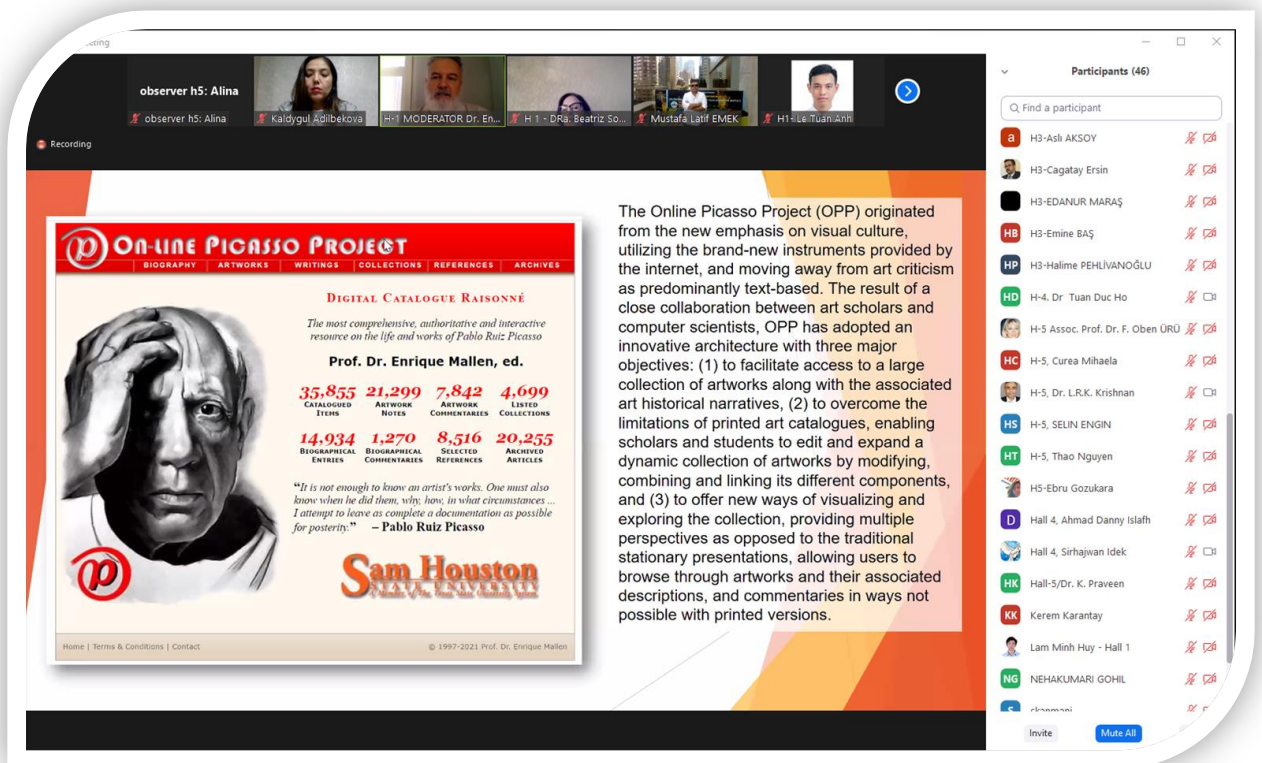 observer h5: Alina
observer h5: Alina
Kaldygul Adilbekova
H-1 MODERATOR Dr. En...
H 1 - DRa. Beatriz So...
Mustafa Latif EMEK
H1- Le Tuan Anh
Recording
ON-LINE PICASSO PROJECT
BIOGRAPHY | ARTWORKS | WRITINGS | COLLECTIONS | REFERENCES | ARCHIVES
DIGITAL CATALOGUE RAISONNÉ
The most comprehensive, authoritative and interactive
resource on the life and works of Pablo Ruiz Picasso
Prof. Dr. Enrique Mallen, ed.
35,855 21,299 7,842 4,699
CATALOGUED ARTWORK ARTWORK LISTED
ITEMS NOTES COMMENTARIES COLLECTIONS
14,934 1,270 8,516 20,255
BIOGRAPHICAL BIOGRAPHICAL SELECTED ARCHIVED
ENTRIES COMMENTARIES REFERENCES ARTICLES
“It is not enough to know an artist's works. One must also
know when he did them, why, how, in what circumstances ...
I attempt to leave as complete a documentation as possible
for posterity.” – Pablo Ruiz Picasso
Sam Houston
STATE UNIVERSITY
A Member of The Texas State University System
Home | Terms & Conditions | Contact
© 1997-2021 Prof. Dr. Enrique Mallen
The Online Picasso Project (OPP) originated
from the new emphasis on visual culture,
utilizing the brand-new instruments provided by
the internet, and moving away from art criticism
as predominantly text-based. The result of a
close collaboration between art scholars and
computer scientists, OPP has adopted an
innovative architecture with three major
objectives: (1) to facilitate access to a large
collection of artworks along with the associated
art historical narratives, (2) to overcome the
limitations of printed art catalogues, enabling
scholars and students to edit and expand a
dynamic collection of artworks by modifying,
combining and linking its different components,
and (3) to offer new ways of visualizing and
exploring the collection, providing multiple
perspectives as opposed to the traditional
stationary presentations, allowing users to
browse through artworks and their associated
descriptions, and commentaries in ways not
possible with printed versions.
Participants (46)
Find a participant
a H3-Aslı AKSOY
H3-Cagatay Ersin
H3-EDANUR MARAŞ
HB H3-Emine BAŞ
HP H3-Halime PEHLİVANOĞLU
HD H-4. Dr Tuan Duc Ho
H-5 Assoc. Prof. Dr. F. Oben ÜRÜ
HC H-5, Curea Mihaela
H-5, Dr. L.R.K. Krishnan
HS H-5, SELIN ENGIN
HT H-5, Thao Nguyen
H5-Ebru Gozukara
D Hall 4, Ahmad Danny Islafh
Hall 4, Sirhajwan Idek
HK Hall-5/Dr. K. Praveen
KK Kerem Karantay
Lam Minh Huy - Hall 1
NG NEHAKUMARI GOHIL
Invite
Mute All